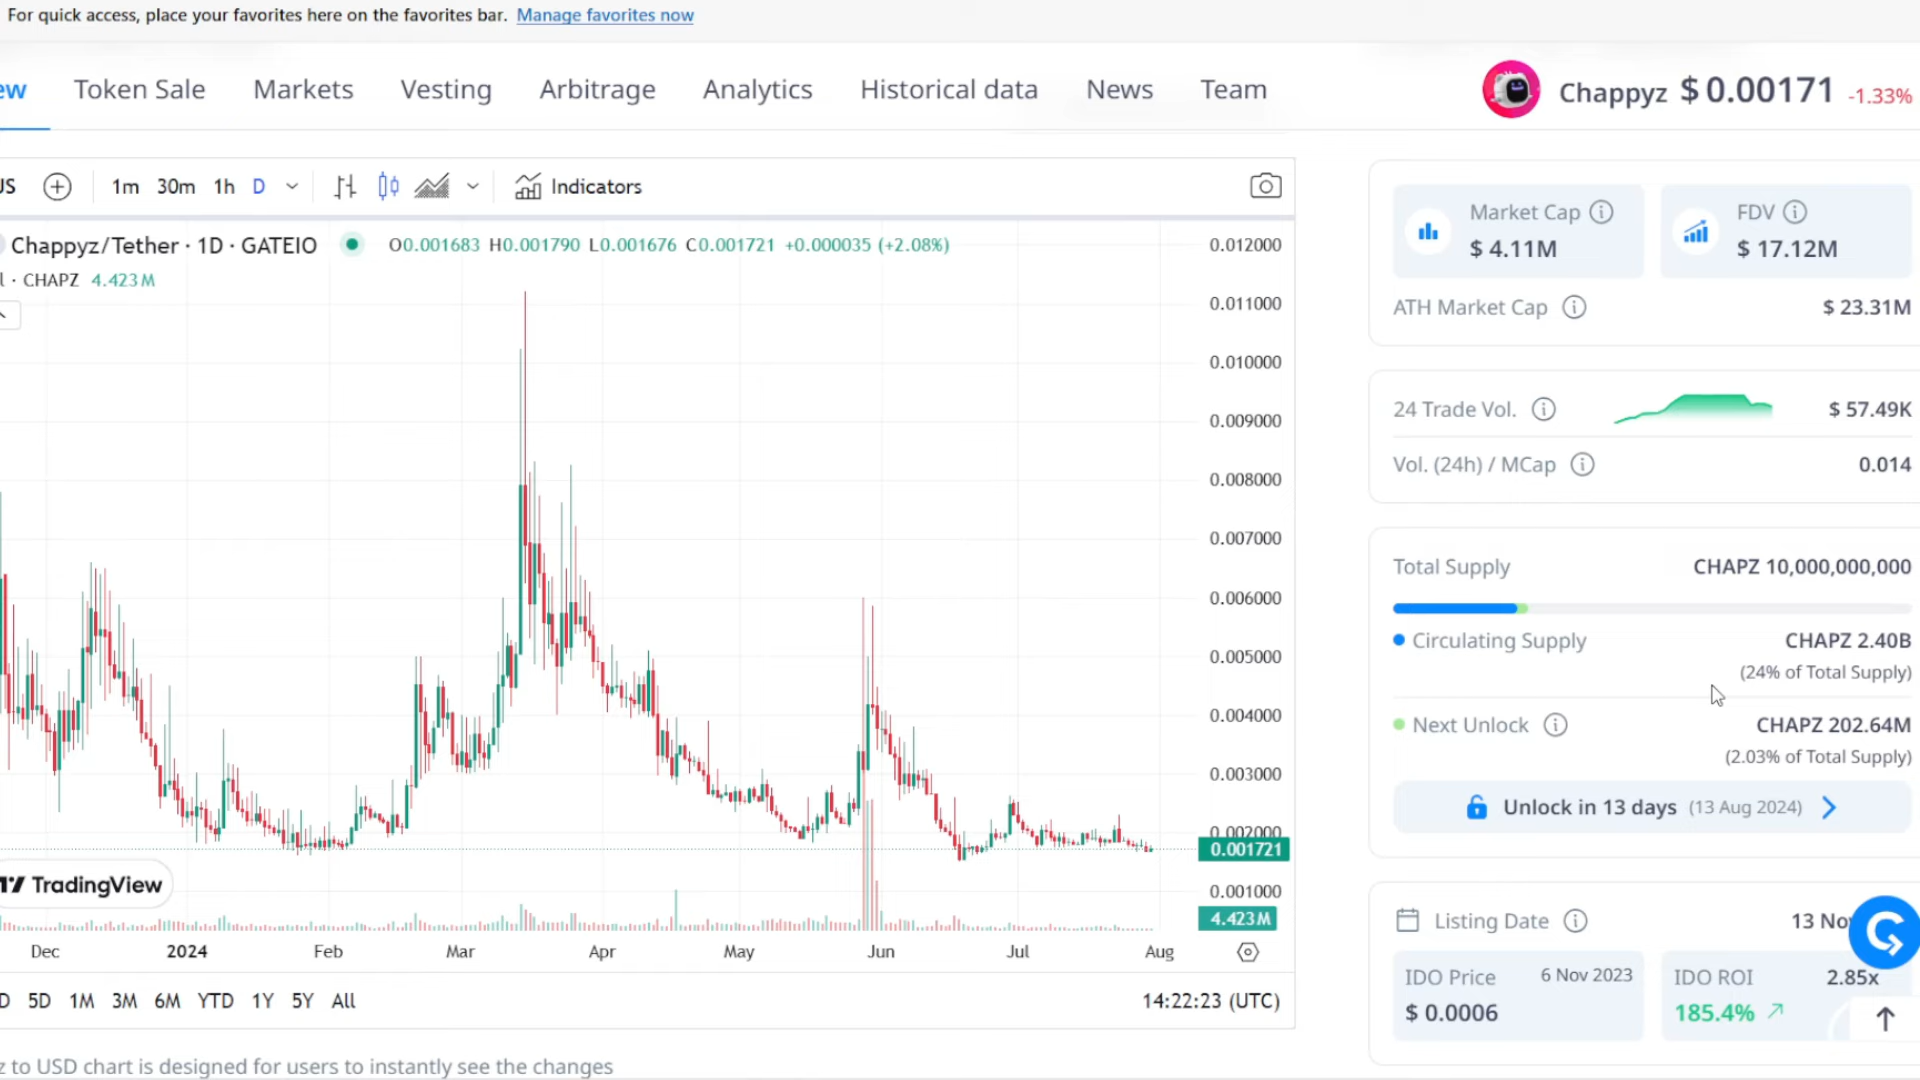 For quick access, place your favorites here on the favorites bar. Manage favorites now
ew Token Sale Markets Vesting Arbitrage Analytics Historical data News Team
Chappyz $ 0.00171 -1.33%
US 1m 30m 1h D Indicators
Chappyz/Tether · 1D · GATEIO O0.001683 H0.001790 L0.001676 C0.001721 +0.000035 (+2.08%)
l · CHAPZ 4.423M
0.012000
0.011000
0.010000
0.009000
0.008000
0.007000
0.006000
0.005000
0.004000
0.003000
0.002000
0.001721
0.001000
4.423M
TradingView
Dec 2024 Feb Mar Apr May Jun Jul Aug
D 5D 1M 3M 6M YTD 1Y 5Y All
14:22:23 (UTC)
z to USD chart is designed for users to instantly see the changes
Market Cap
$ 4.11M
FDV
$ 17.12M
ATH Market Cap $ 23.31M
24 Trade Vol. $ 57.49K
Vol. (24h) / MCap 0.014
Total Supply CHAPZ 10,000,000,000
Circulating Supply CHAPZ 2.40B
(24% of Total Supply)
Next Unlock CHAPZ 202.64M
(2.03% of Total Supply)
Unlock in 13 days (13 Aug 2024)
Listing Date 13 No
IDO Price 6 Nov 2023
$ 0.0006
IDO ROI 2.85x
185.4%